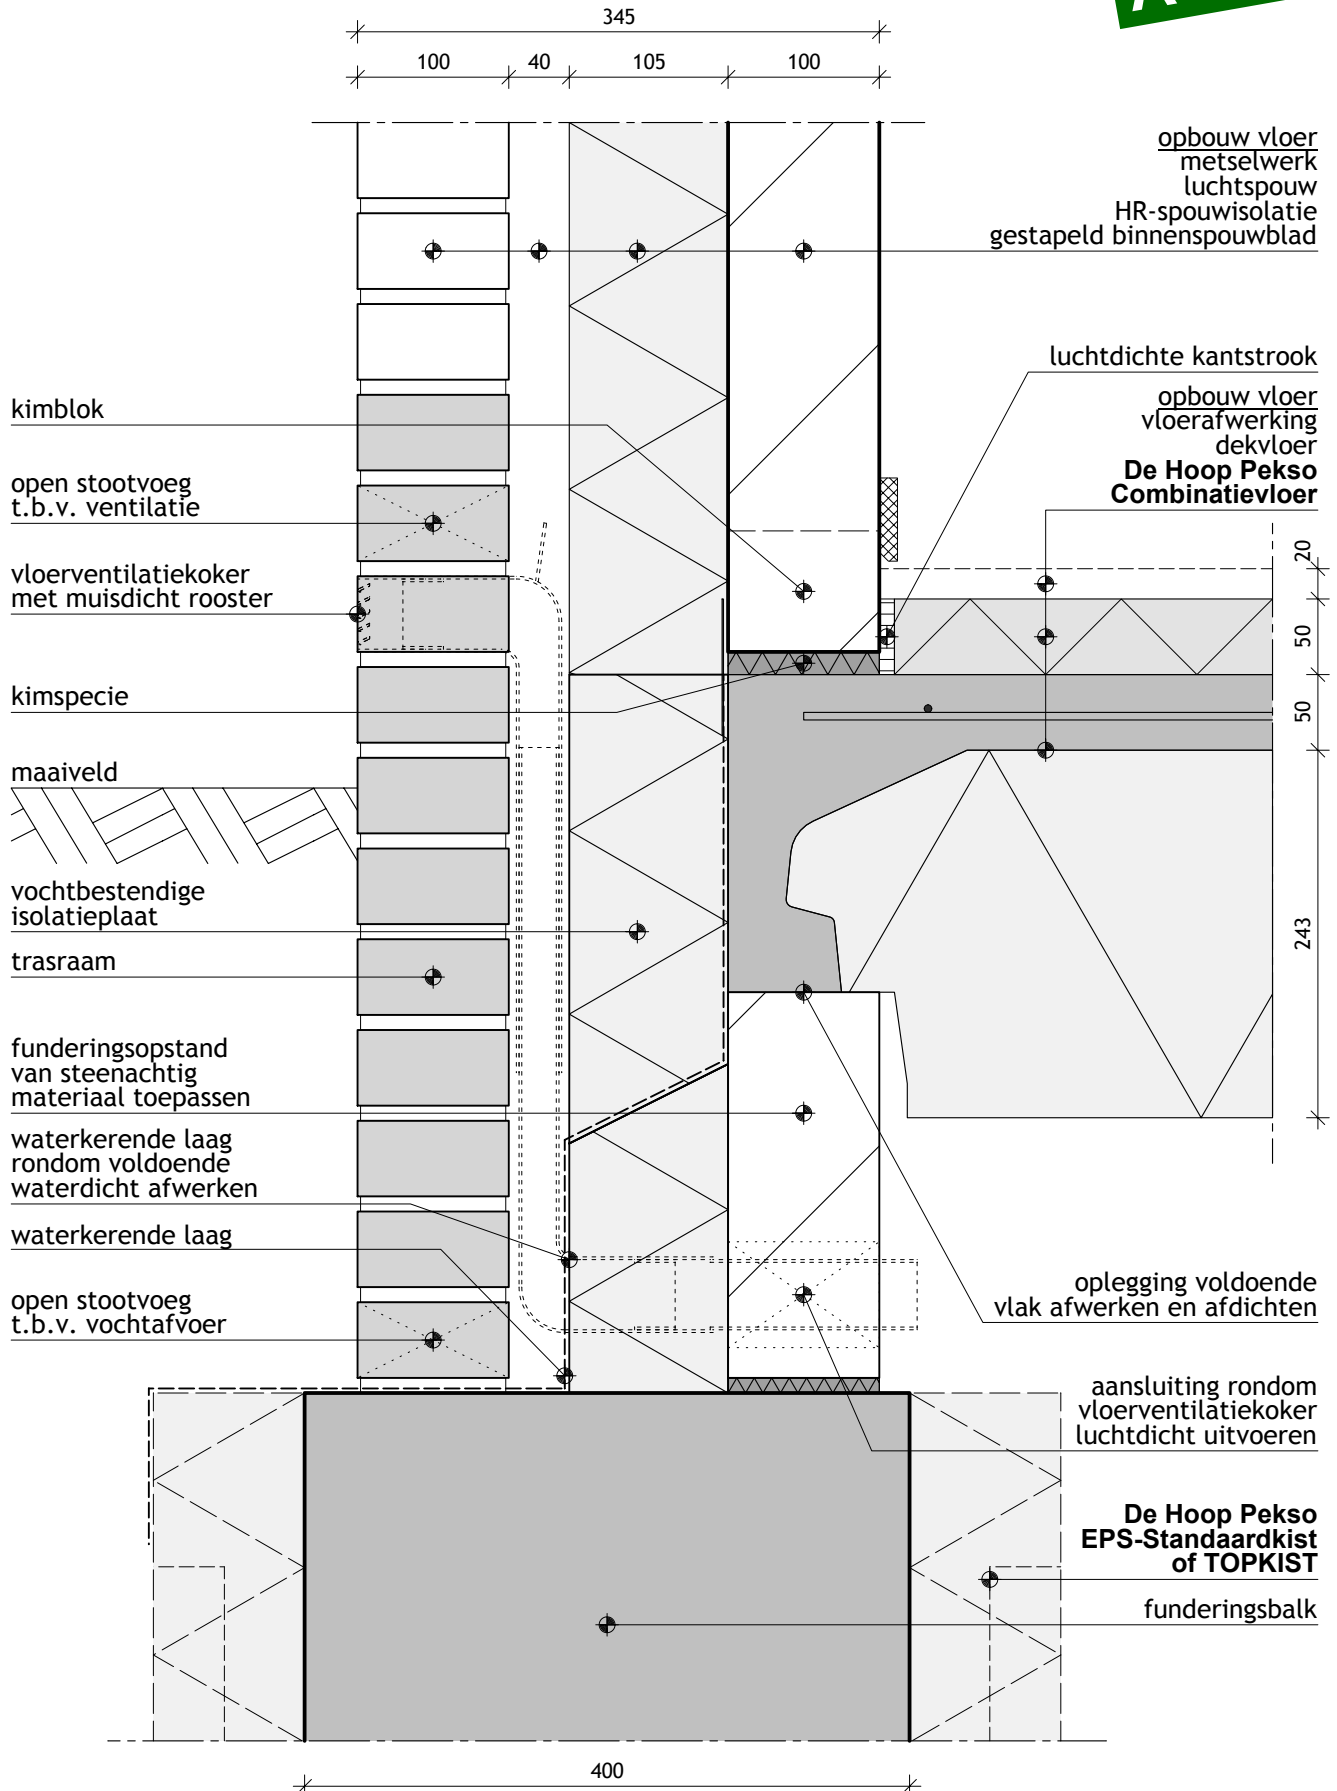 345
100 40 105 100
opbouw vloer
metselwerk
luchtspouw
HR-spouwisolatie
gestapeld binnenspouwblad
luchtdichte kantstrook
opbouw vloer
vloerafwerking
dekvloer
De Hoop Pekso
Combinatievloer
20
50
50
243
kimblok
open stootvoeg
t.b.v. ventilatie
vloerventilatiekoker
met muisdicht rooster
kimspecie
maaiveld
vochtbestendige
isolatieplaat
trasraam
funderingsopstand
van steenachtig
materiaal toepassen
waterkerende laag
rondom voldoende
waterdicht afwerken
waterkerende laag
open stootvoeg
t.b.v. vochtafvoer
oplegging voldoende
vlak afwerken en afdichten
aansluiting rondom
vloerventilatiekoker
luchtdicht uitvoeren
De Hoop Pekso
EPS-Standaardkist
of TOPKIST
funderingsbalk
400